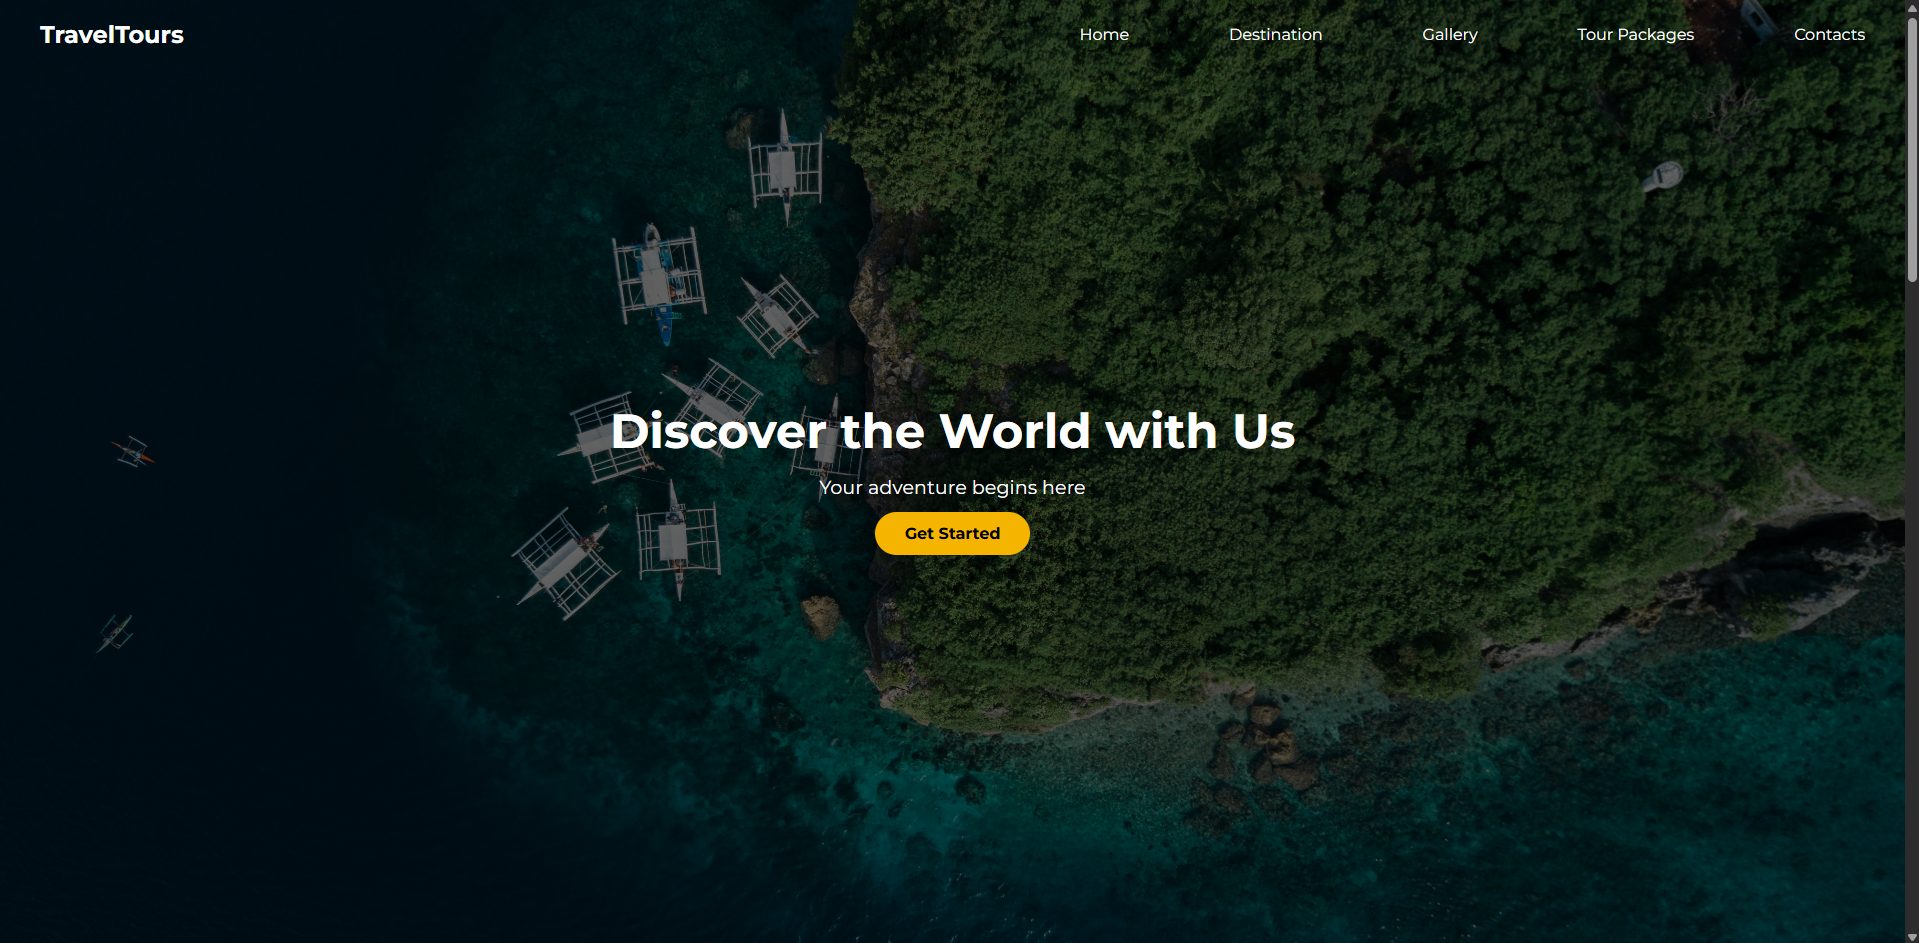 TravelTours
Home Destination Gallery Tour Packages Contacts
Discover the World with Us
Your adventure begins here
Get Started